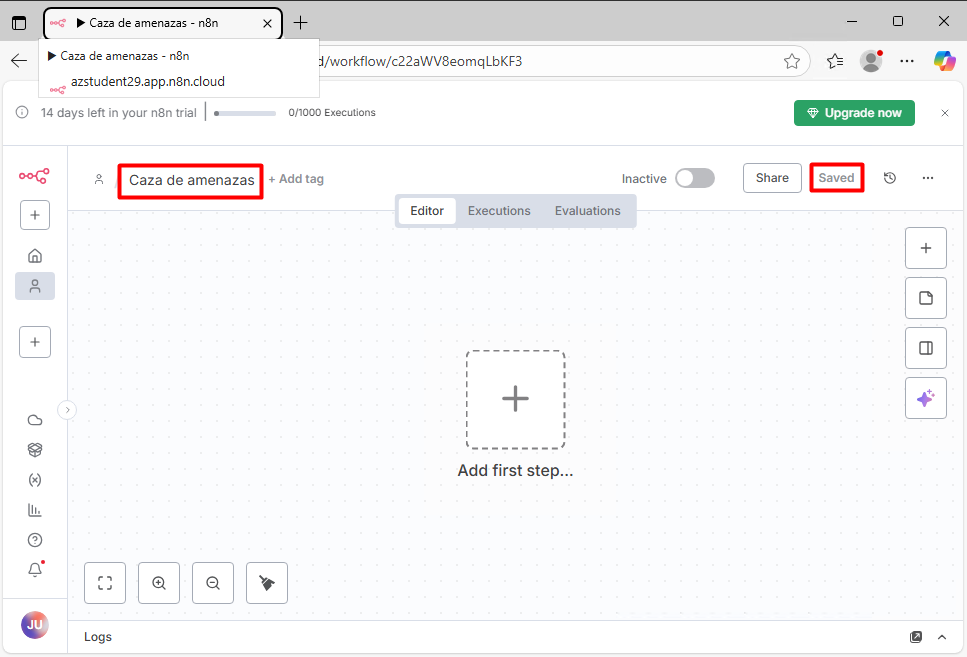 Caza de amenazas - n8n
Caza de amenazas - n8n
azstudent29.app.n8n.cloud
d/workflow/c22aWV8eomqLbKF3
14 days left in your n8n trial
0/1000 Executions
Upgrade now
Caza de amenazas
+ Add tag
Inactive
Share
Saved
Editor
Executions
Evaluations
Add first step...
JU
Logs